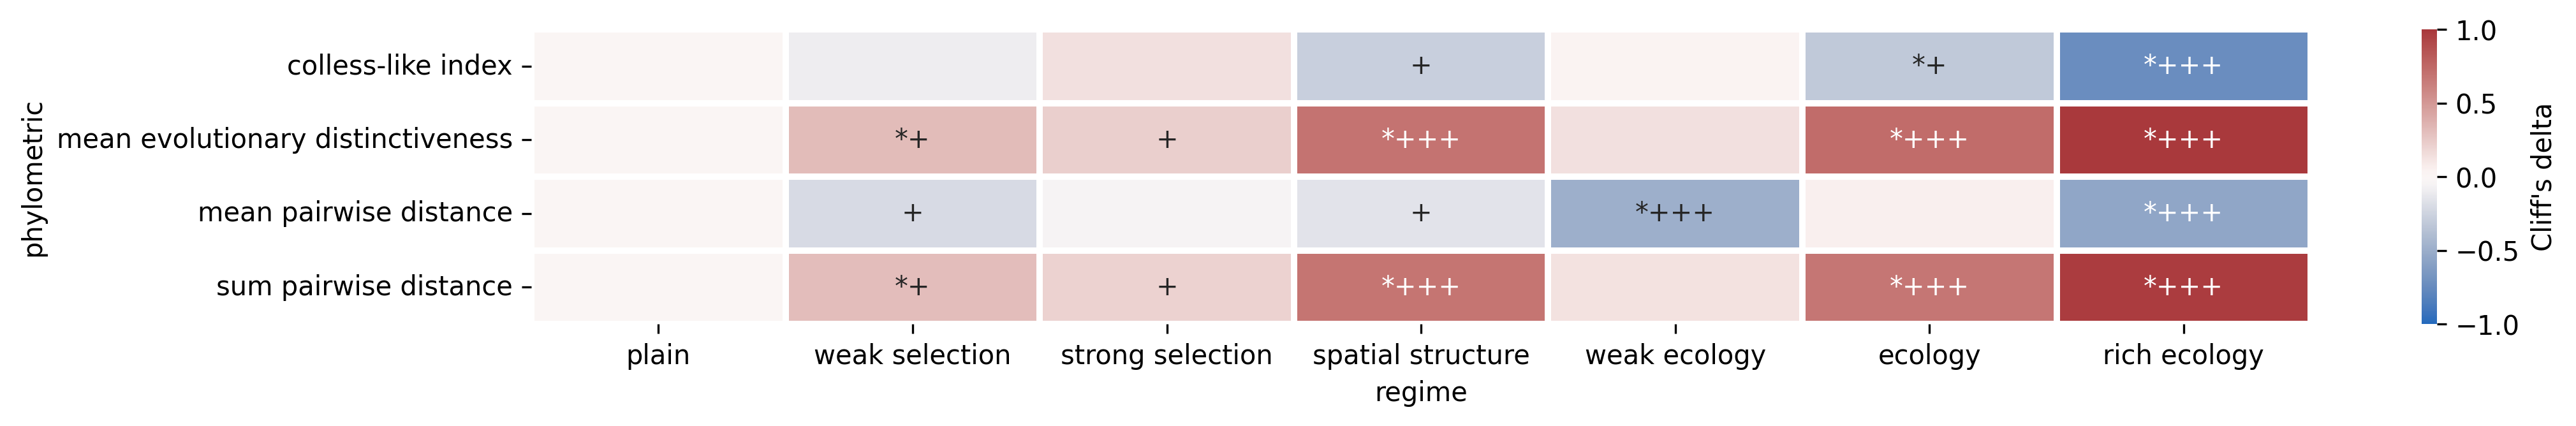 phylometric
colless-like index
+
*+
*+++
mean evolutionary distinctiveness
*+
+
*+++
*+++
*+++
mean pairwise distance
+
+
*+++
*+++
sum pairwise distance
*+
+
*+++
*+++
*+++
plain
weak selection
strong selection
spatial structure
weak ecology
ecology
rich ecology
regime
1.0
0.5
0.0
−0.5
−1.0
Cliff's delta